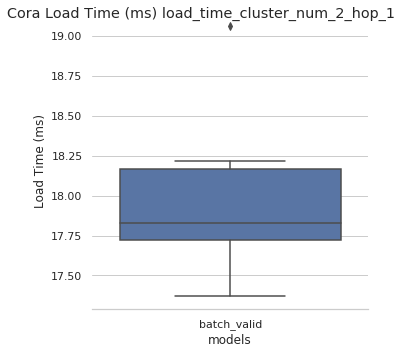 Cora Load Time (ms) load_time_cluster_num_2_hop_1
19.00
18.75
18.50
18.25
18.00
17.75
17.50
Load Time (ms)
batch_valid
models